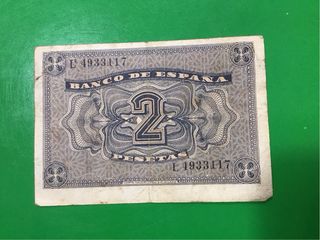 L 4933117
BANCO DE ESPAÑA
2
PESETAS
L 4933117